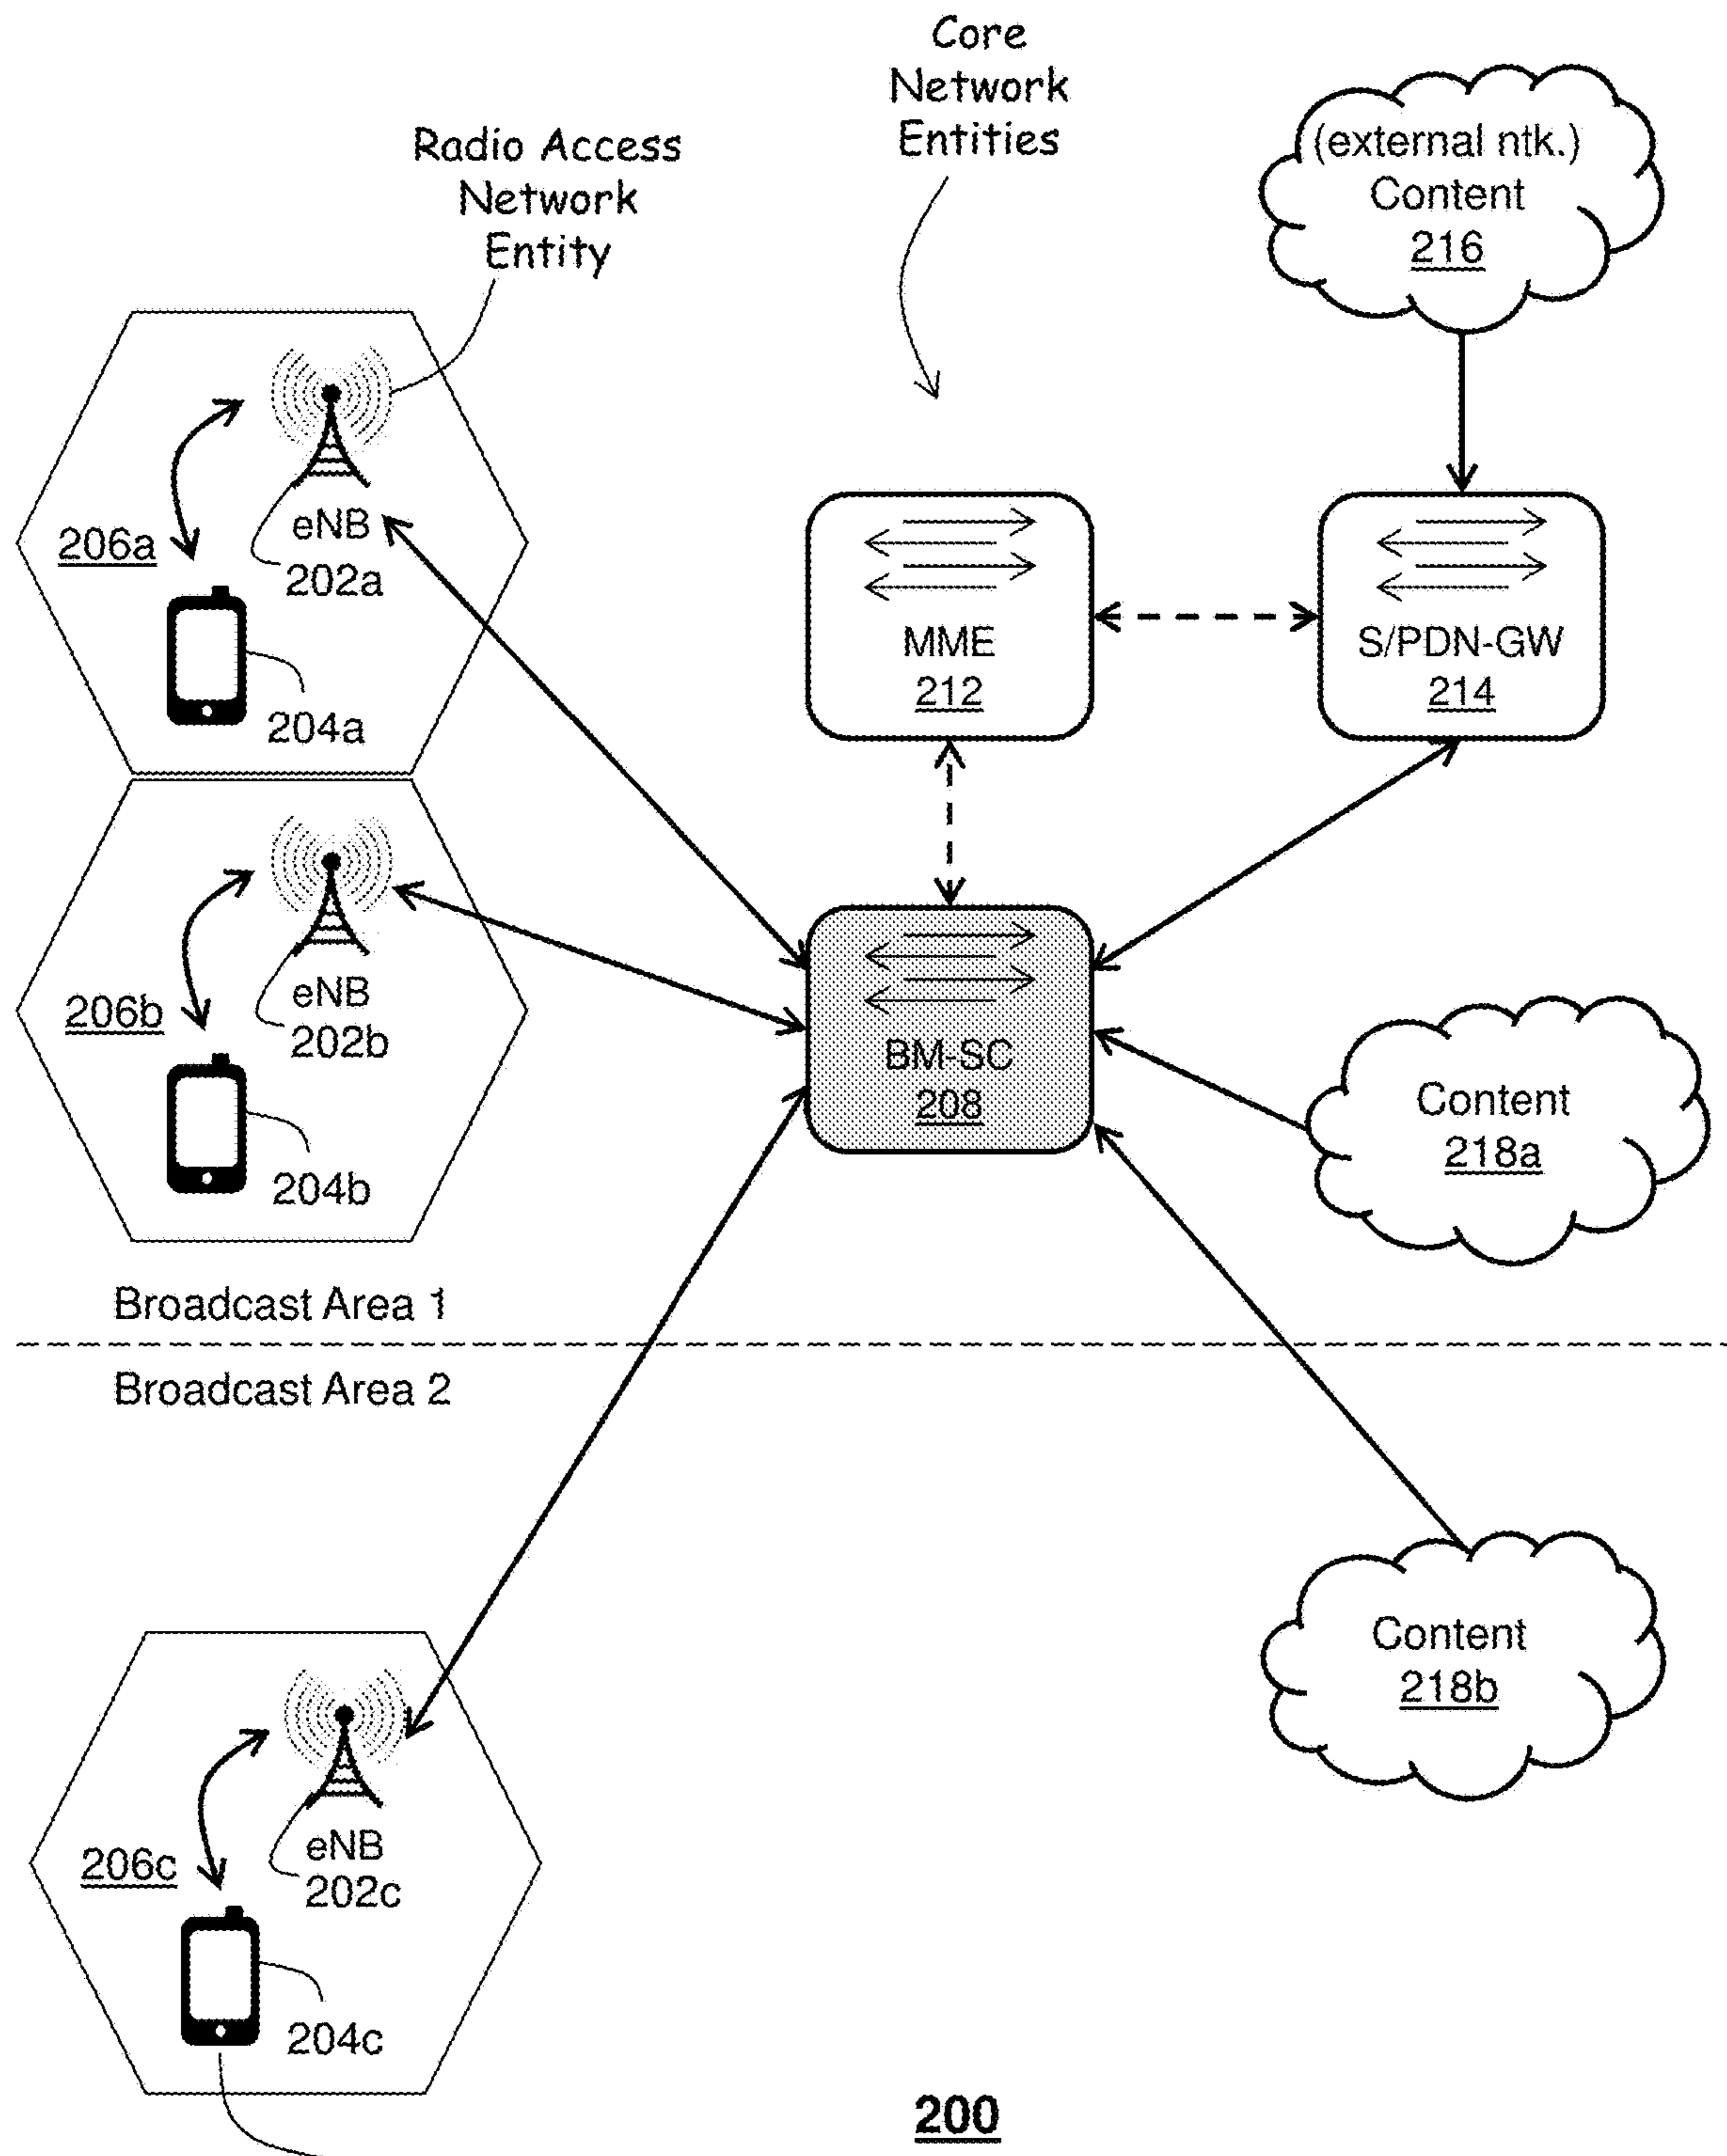 Core
Network
Entities
Radio Access
Network
Entity
(external ntk.)
Content
216
eNB
202a
206a
204a
MME
212
S/PDN-GW
214
eNB
202b
206b
204b
BM-SC
208
Content
218a
Broadcast Area 1
Broadcast Area 2
Content
218b
eNB
202c
206c
204c
200